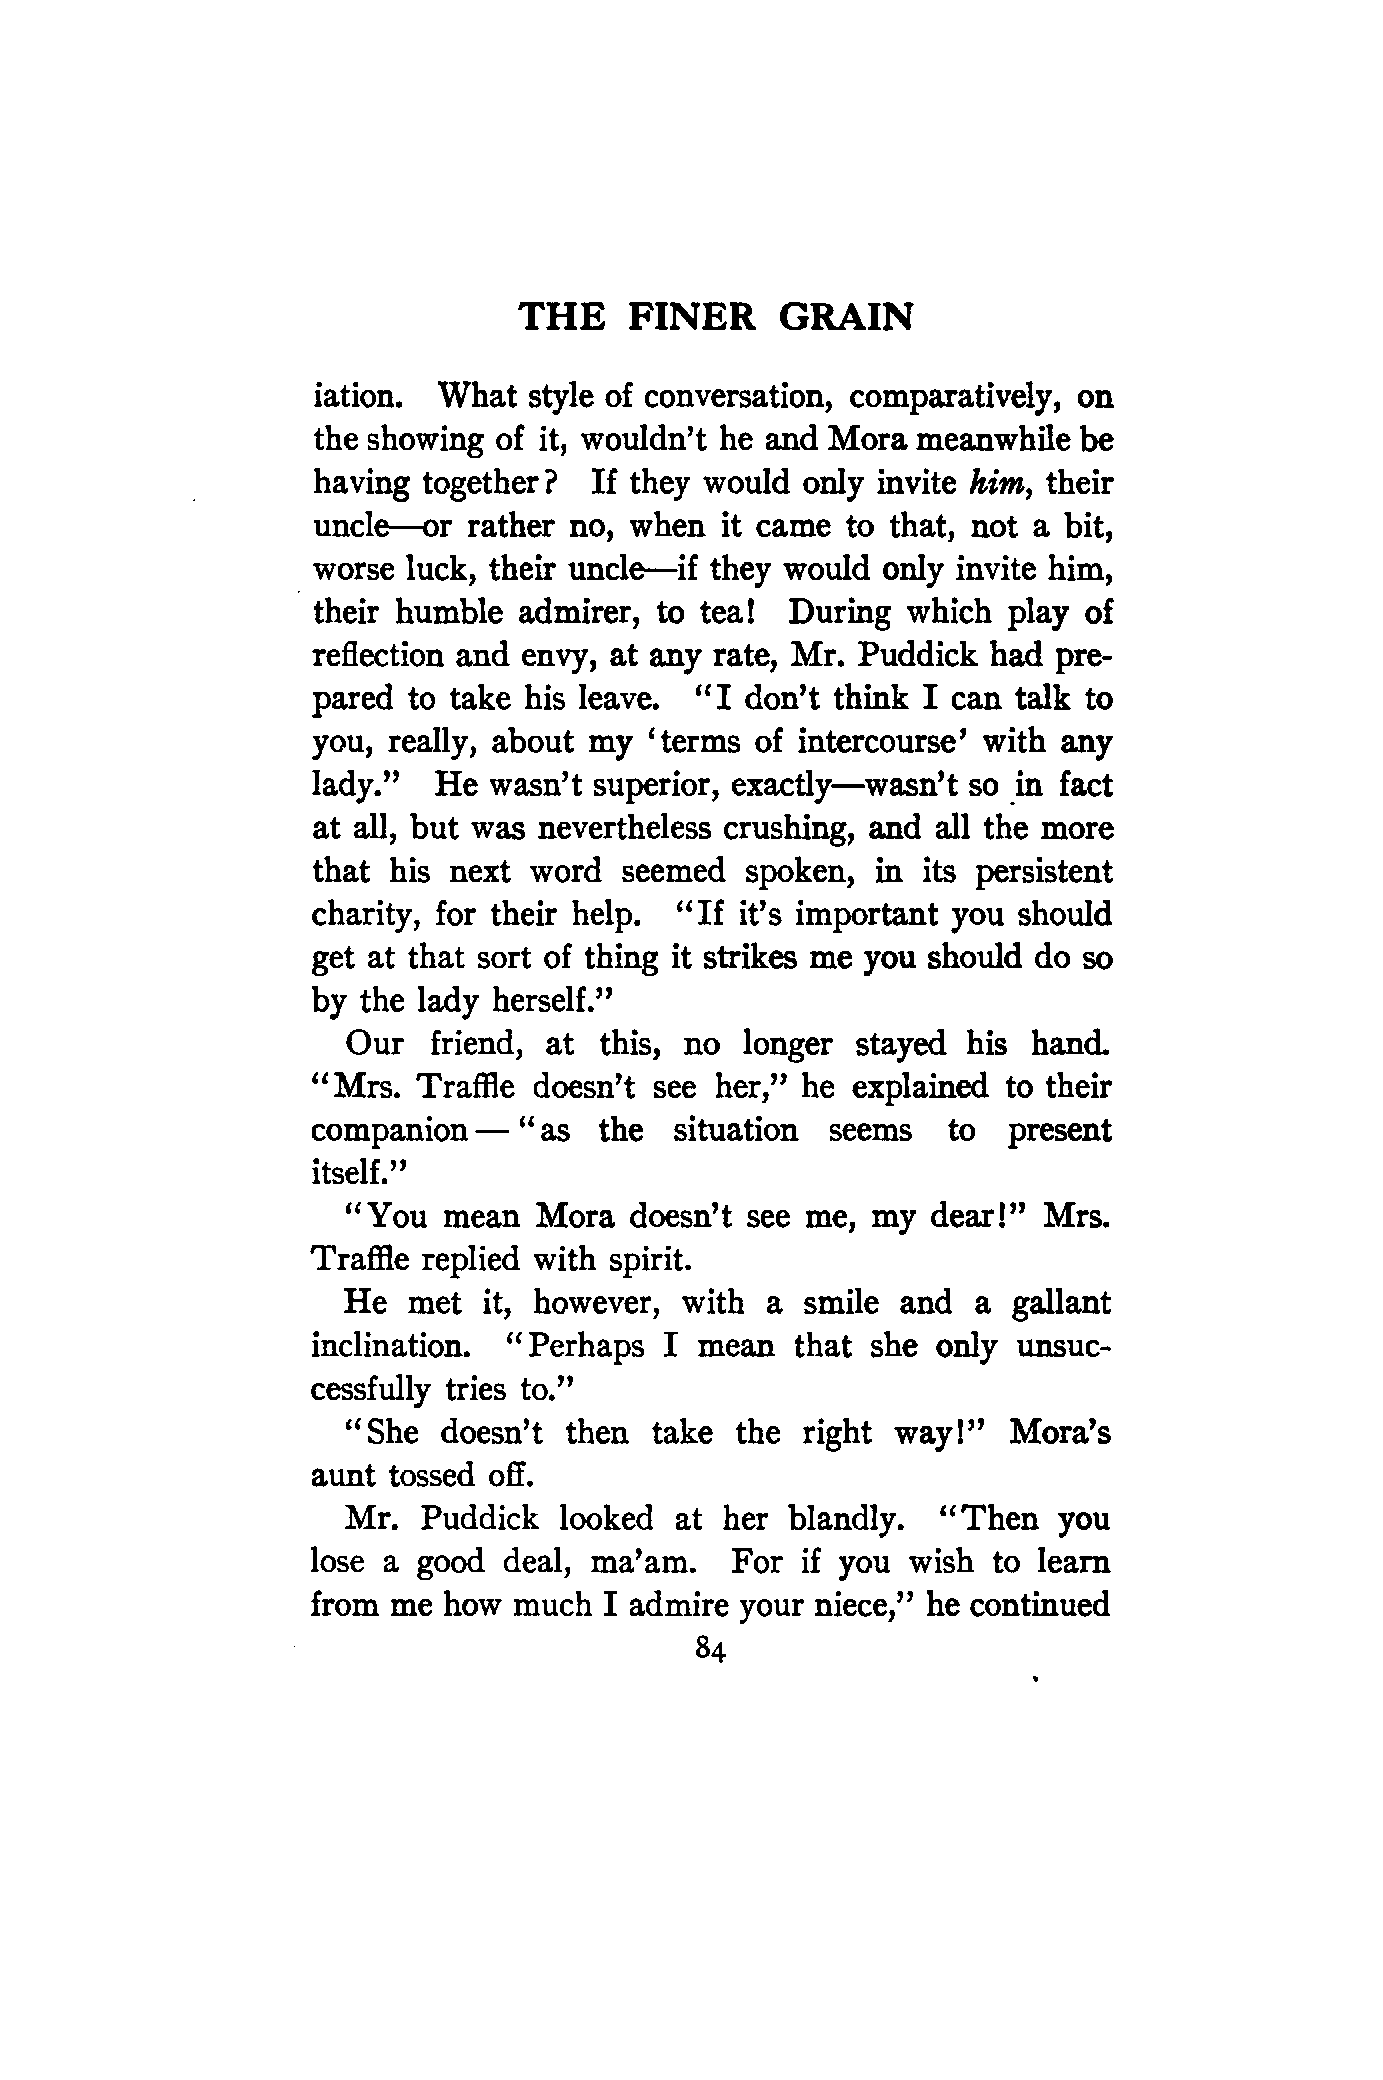 THE FINER GRAIN
iation. What style of conversation, comparatively, on
the showing of it, wouldn't he and Mora meanwhile be
having together? If they would only invite him, their
uncle—or rather no, when it came to that, not a bit,
worse luck, their uncle—if they would only invite him,
their humble admirer, to tea! During which play of
reflection and envy, at any rate, Mr. Puddick had pre-
pared to take his leave. "I don't think I can talk to
you, really, about my 'terms of intercourse' with any
lady." He wasn't superior, exactly—wasn't so in fact
at all, but was nevertheless crushing, and all the more
that his next word seemed spoken, in its persistent
charity, for their help. "If it's important you should
get at that sort of thing it strikes me you should do so
by the lady herself."
Our friend, at this, no longer stayed his hand.
"Mrs. Traffle doesn't see her," he explained to their
companion—"as the situation seems to present
itself."
"You mean Mora doesn't see me, my dear!" Mrs.
Traffle replied with spirit.
He met it, however, with a smile and a gallant
inclination. "Perhaps I mean that she only unsuc-
cessfully tries to."
"She doesn't then take the right way!" Mora's
aunt tossed off.
Mr. Puddick looked at her blandly. "Then you
lose a good deal, ma'am. For if you wish to learn
from me how much I admire your niece," he continued
84